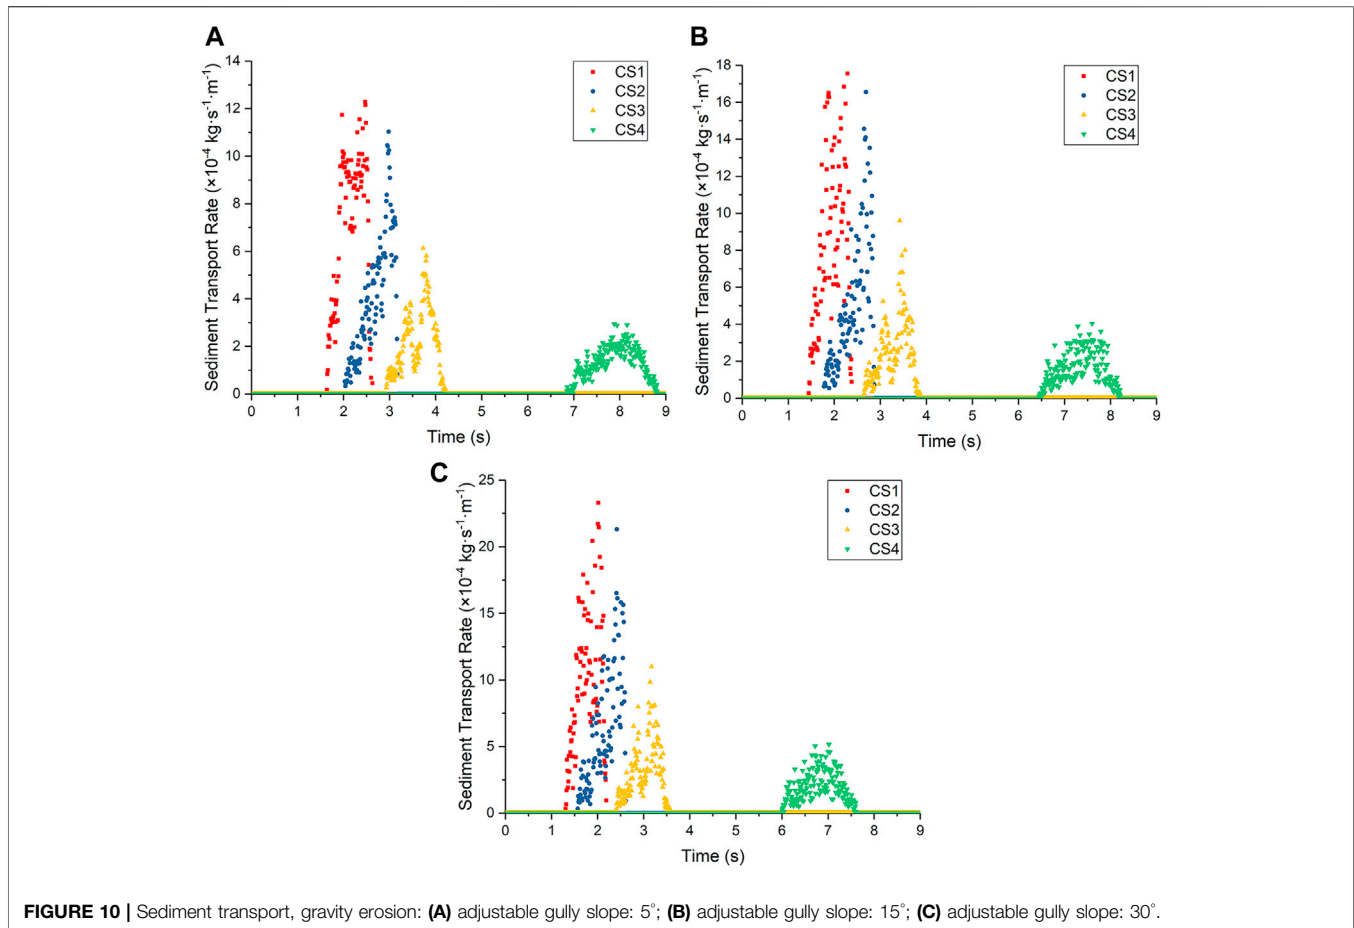 A
Sediment Transport Rate (×10⁻⁴ kg·s⁻¹·m⁻¹)
14
12
10
8
6
4
2
0
0 1 2 3 4 5 6 7 8 9
Time (s)
CS1
CS2
CS3
CS4
B
Sediment Transport Rate (×10⁻⁴ kg·s⁻¹·m⁻¹)
18
16
14
12
10
8
6
4
2
0
0 1 2 3 4 5 6 7 8 9
Time (s)
CS1
CS2
CS3
CS4
C
Sediment Transport Rate (×10⁻⁴ kg·s⁻¹·m⁻¹)
25
20
15
10
5
0
0 1 2 3 4 5 6 7 8 9
Time (s)
CS1
CS2
CS3
CS4
FIGURE 10 | Sediment transport, gravity erosion: (A) adjustable gully slope: 5°; (B) adjustable gully slope: 15°; (C) adjustable gully slope: 30°.